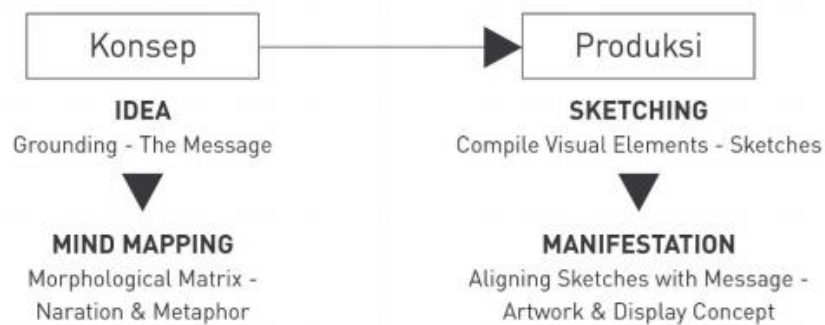 Konsep
IDEA
Grounding - The Message
MIND MAPPING
Morphological Matrix -
Naration & Metaphor
Produksi
SKETCHING
Compile Visual Elements - Sketches
MANIFESTATION
Aligning Sketches with Message -
Artwork & Display Concept